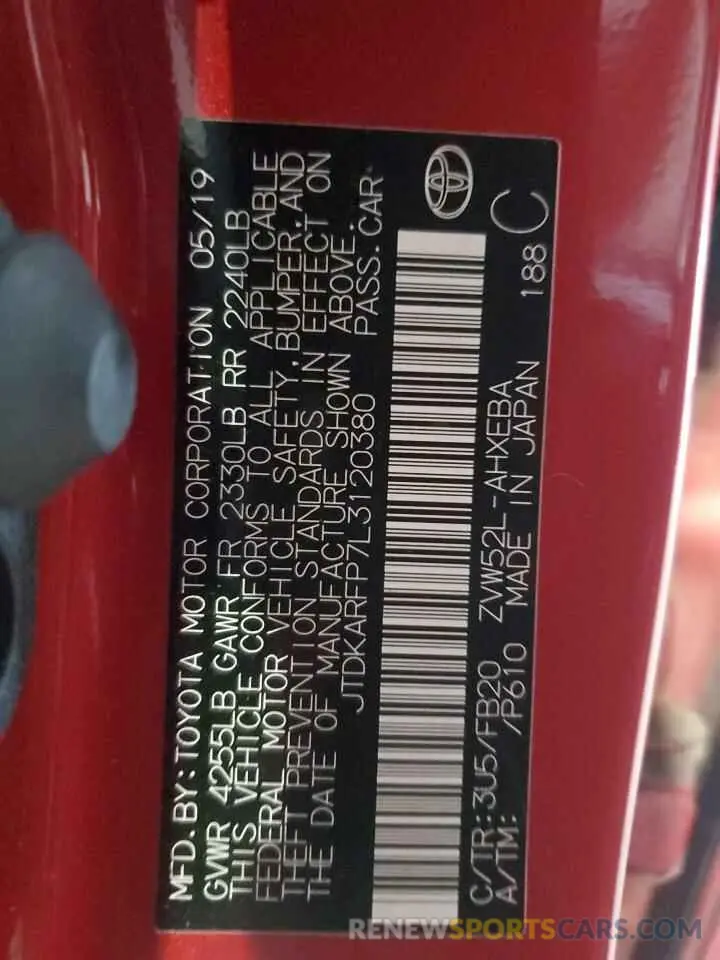 MFD.BY:TOYOTA MOTOR CORPORATION 05/19
GVWR 4255LB GAWR FR 2330LB RR 2240LB
THIS VEHICLE CONFORMS TO ALL APPLICABLE
FEDERAL MOTOR VEHICLE SAFETY,BUMPER,AND
THEFT PREVENTION STANDARDS IN EFFECT ON
THE DATE OF MANUFACTURE SHOWN ABOVE.
JTDKARFP7L3120380 PASS.CAR
C/TR:3U5/FB20 ZVW52L-AHXEBA
A/TM: /P610 MADE IN JAPAN 188 C
RENEWSPORTSCARS.COM